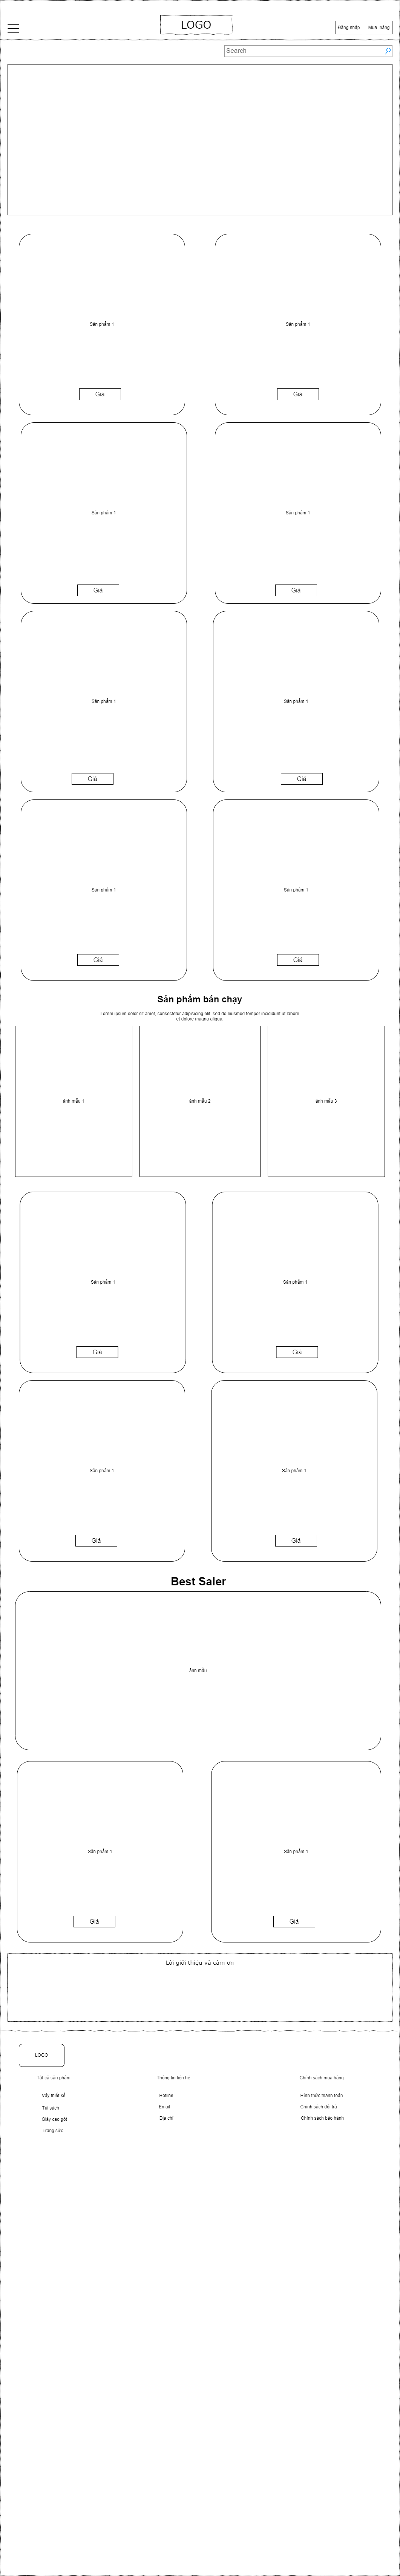 LOGO
Đăng nhập
Mua hàng
Search
Sản phẩm 1
Sản phẩm 1
Giá
Giá
Sản phẩm 1
Sản phẩm 1
Giá
Giá
Sản phẩm 1
Sản phẩm 1
Giá
Giá
Sản phẩm 1
Sản phẩm 1
Giá
Giá
Sản phẩm bán chạy
Lorem ipsum dolor sit amet, consectetur adipisicing elit, sed do eiusmod tempor incididunt ut labore
et dolore magna aliqua.
ảnh mẫu 1
ảnh mẫu 2
ảnh mẫu 3
Sản phẩm 1
Sản phẩm 1
Giá
Giá
Sản phẩm 1
Sản phẩm 1
Giá
Giá
Best Saler
ảnh mẫu
Sản phẩm 1
Sản phẩm 1
Giá
Giá
Lời giới thiệu và cảm ơn
LOGO
Tất cả sản phẩm
Váy thiết kế
Túi sách
Giày cao gót
Trang sức
Thông tin liên hệ
Hotline
Email
Địa chỉ
Chính sách mua hàng
Hình thức thanh toán
Chính sách đổi trả
Chính sách bảo hành